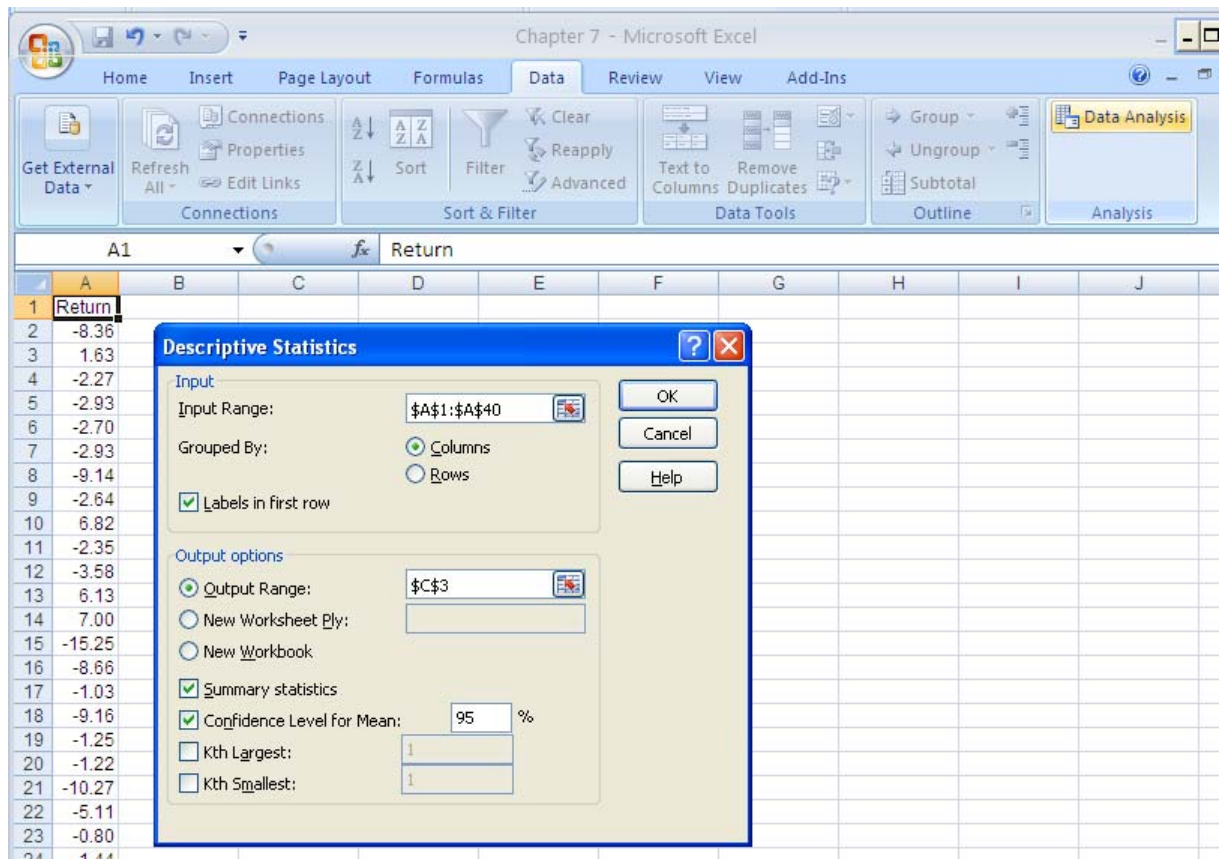 Chapter 7 - Microsoft Excel
Home Insert Page Layout Formulas Data Review View Add-Ins
Get External Data
Refresh All
Connections
Properties
Edit Links
Connections
Sort
Filter
Clear
Reapply
Advanced
Sort & Filter
Text to Columns
Remove Duplicates
Data Tools
Group
Ungroup
Subtotal
Outline
Data Analysis
Analysis
A1 fx Return
A B C D E F G H I J
1 Return
2 -8.36
3 1.63
4 -2.27
5 -2.93
6 -2.70
7 -2.93
8 -9.14
9 -2.64
10 6.82
11 -2.35
12 -3.58
13 6.13
14 7.00
15 -15.25
16 -8.66
17 -1.03
18 -9.16
19 -1.25
20 -1.22
21 -10.27
22 -5.11
23 -0.80
Descriptive Statistics
Input
Input Range: $A$1:$A$40
Grouped By: Columns
Rows
Labels in first row
OK
Cancel
Help
Output options
Output Range: $C$3
New Worksheet Ply:
New Workbook
Summary statistics
Confidence Level for Mean: 95 %
Kth Largest: 1
Kth Smallest: 1